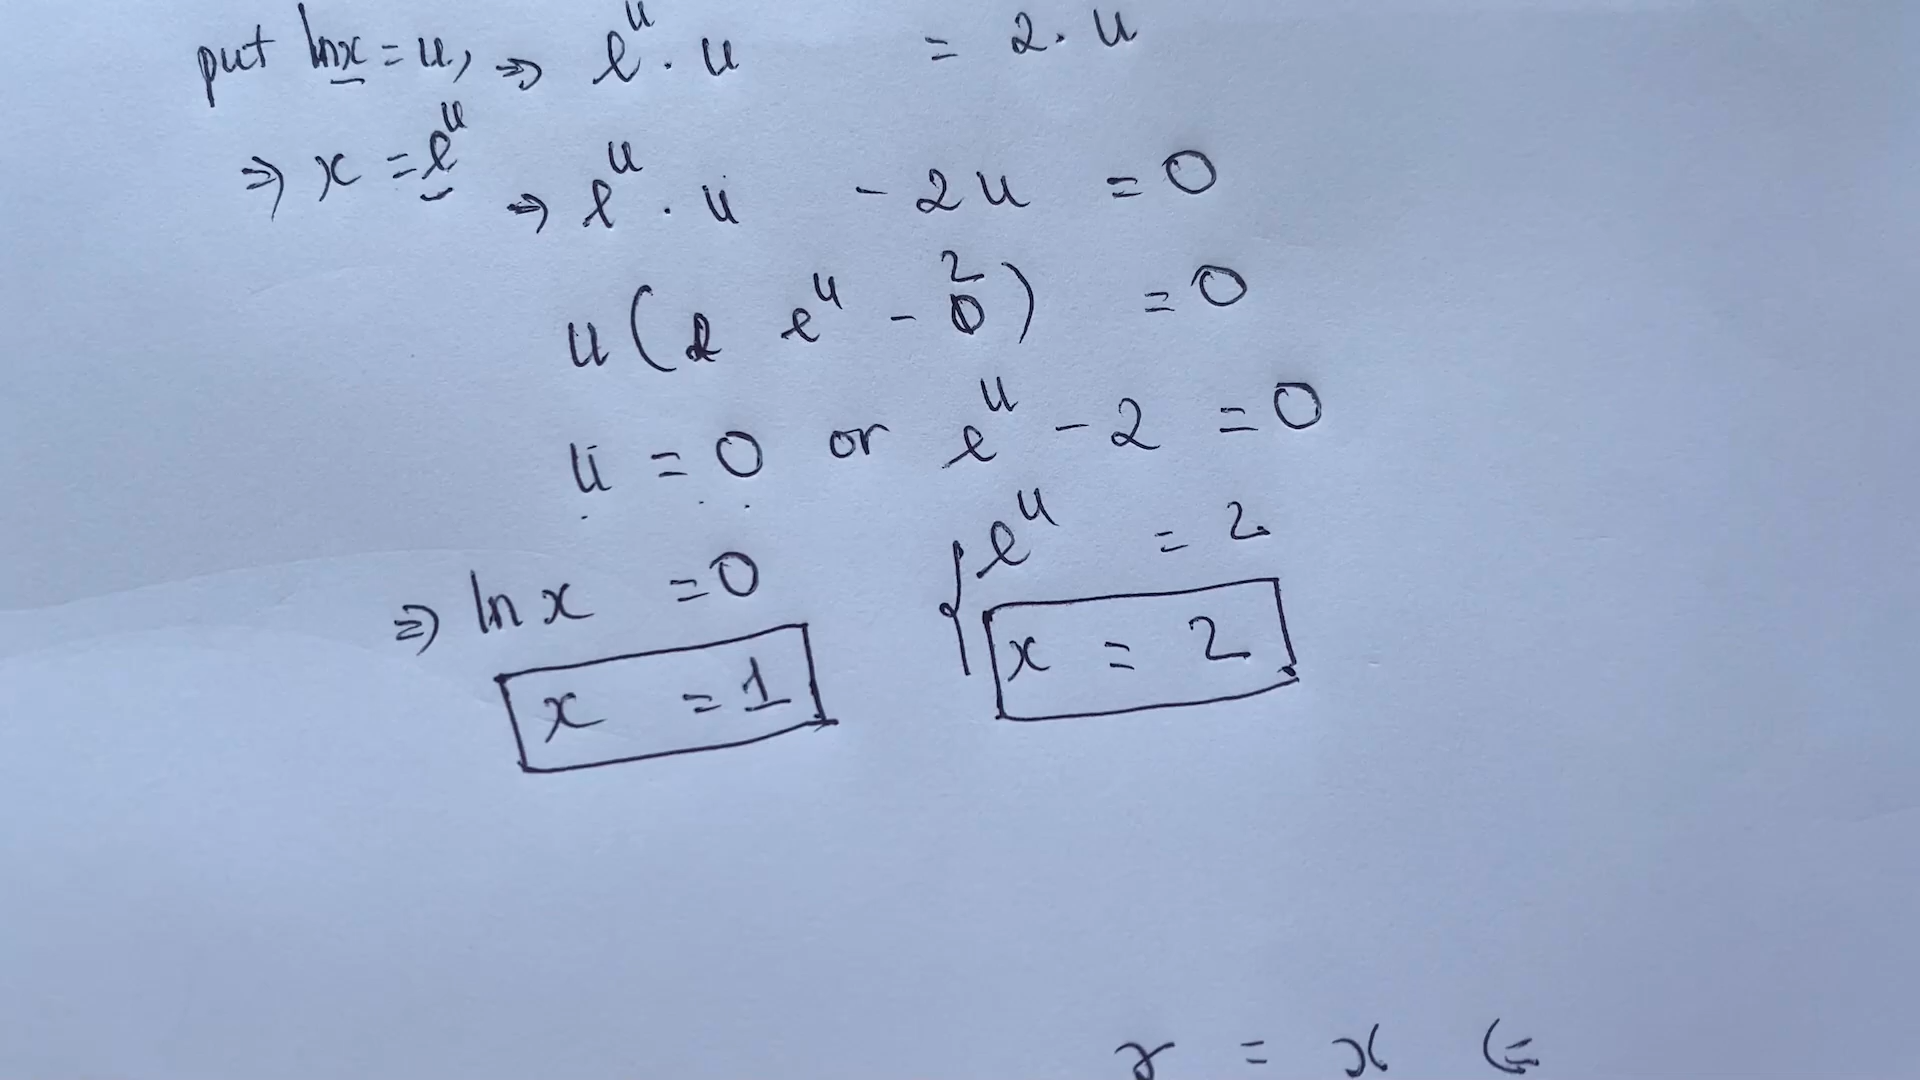 put lnx = u, ⇒ e^u . u = 2 . u
⇒ x = e^u ⇒ e^u . u - 2u = 0
u ( e^u - 2 ) = 0
u = 0 or e^u - 2 = 0
e^u = 2
⇒ ln x = 0
x = 2
x = 1
= x (=